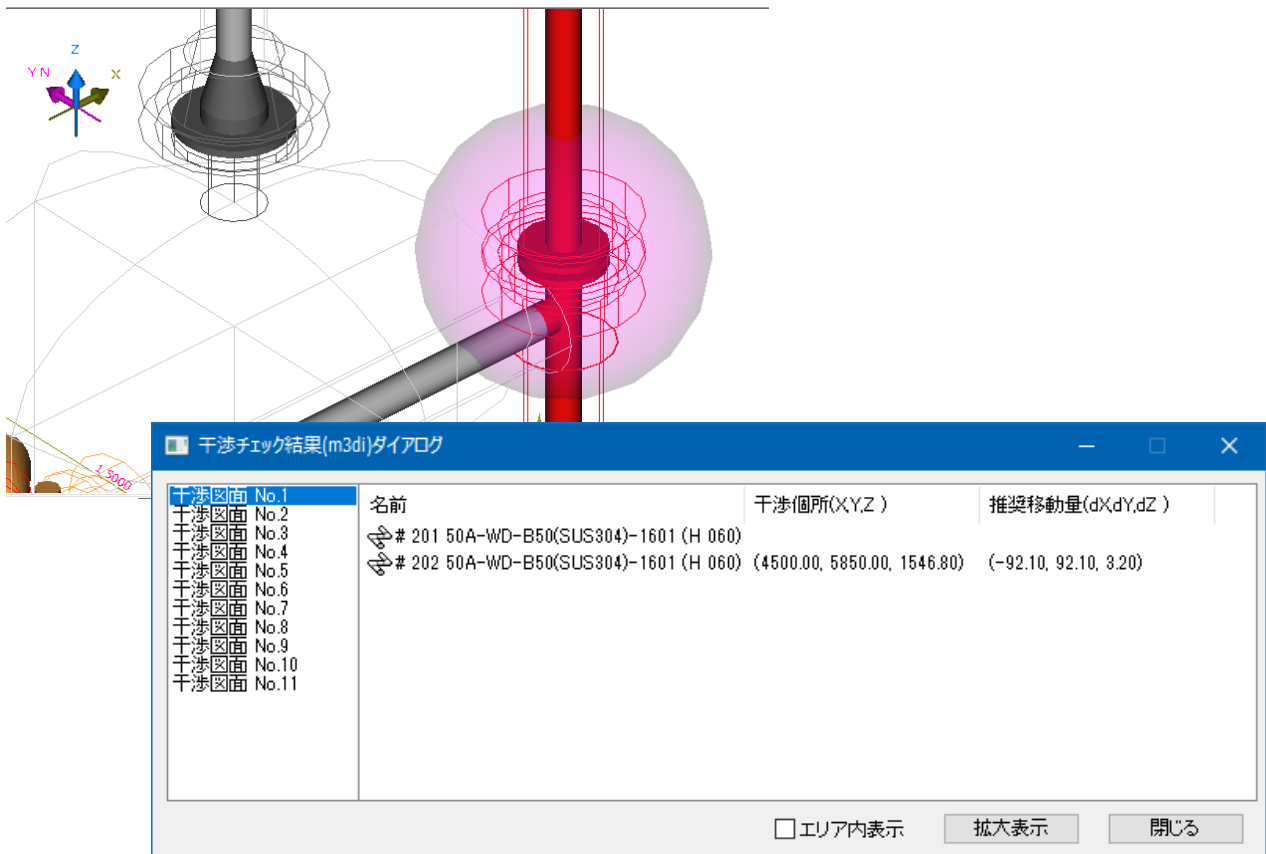 Z
Y N
X
1,5000
干渉チェック結果(m3di)ダイアログ
干渉図面 No.1
干渉図面 No.2
干渉図面 No.3
干渉図面 No.4
干渉図面 No.5
干渉図面 No.6
干渉図面 No.7
干渉図面 No.8
干渉図面 No.9
干渉図面 No.10
干渉図面 No.11
名前 干渉個所(X,Y,Z ) 推奨移動量(dX,dY,dZ )
# 201 50A-WD-B50(SUS304)-1601 (H 060)
# 202 50A-WD-B50(SUS304)-1601 (H 060) (4500.00, 5850.00, 1546.80) (-92.10, 92.10, 3.20)
エリア内表示 拡大表示 閉じる